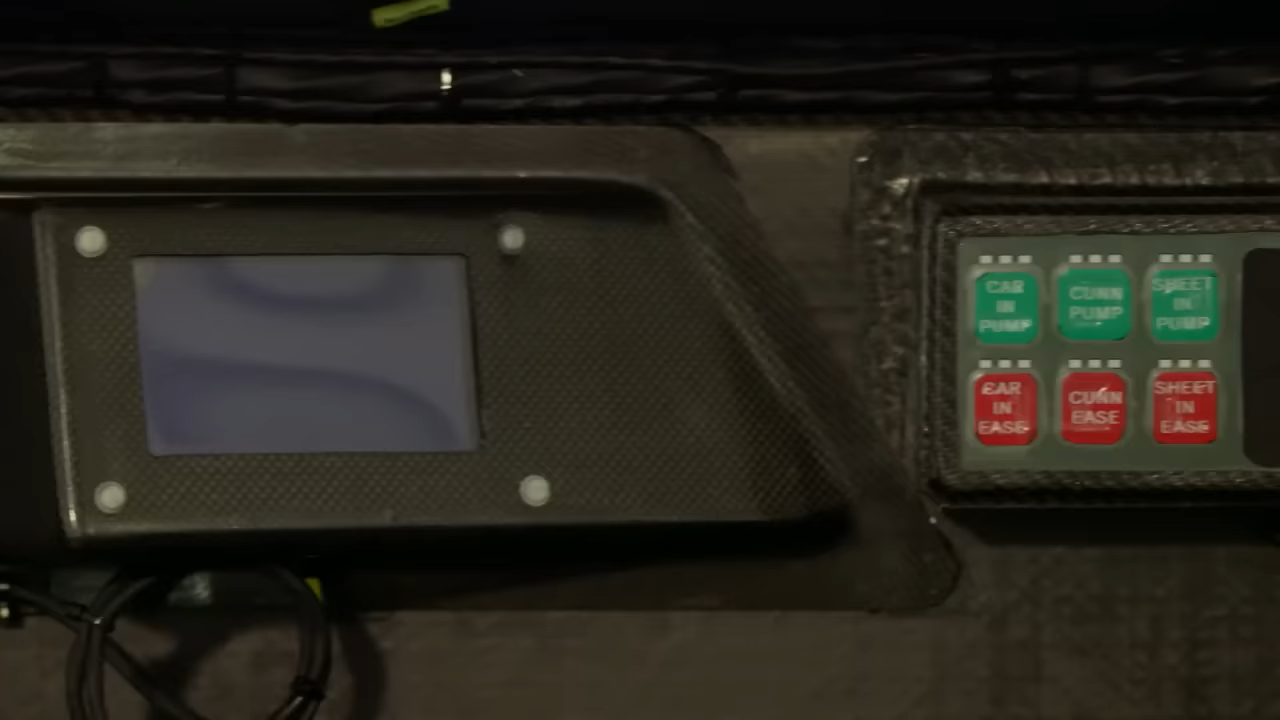 CAR
IN
PUMP
CUNN
PUMP
SHEET
IN
PUMP
CAR
IN
EASE
CUNN
EASE
SHEET
IN
EASE